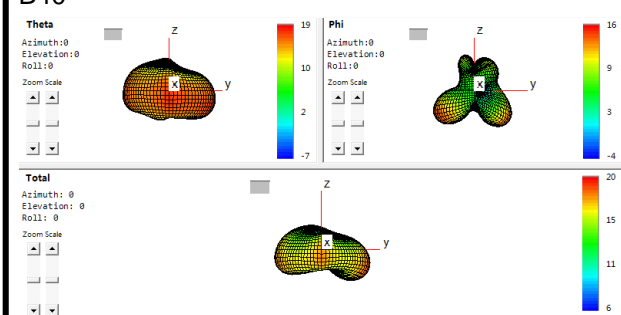 Theta
Azimuth:0
Elevation:0
Roll:0
Zoom Scale
z
x
y
19
10
2
-7
Phi
Azimuth:0
Elevation:0
Roll:0
Zoom Scale
z
x
y
16
9
3
-4
Total
Azimuth: 0
Elevation: 0
Roll: 0
Zoom Scale
z
x
y
20
15
11
6